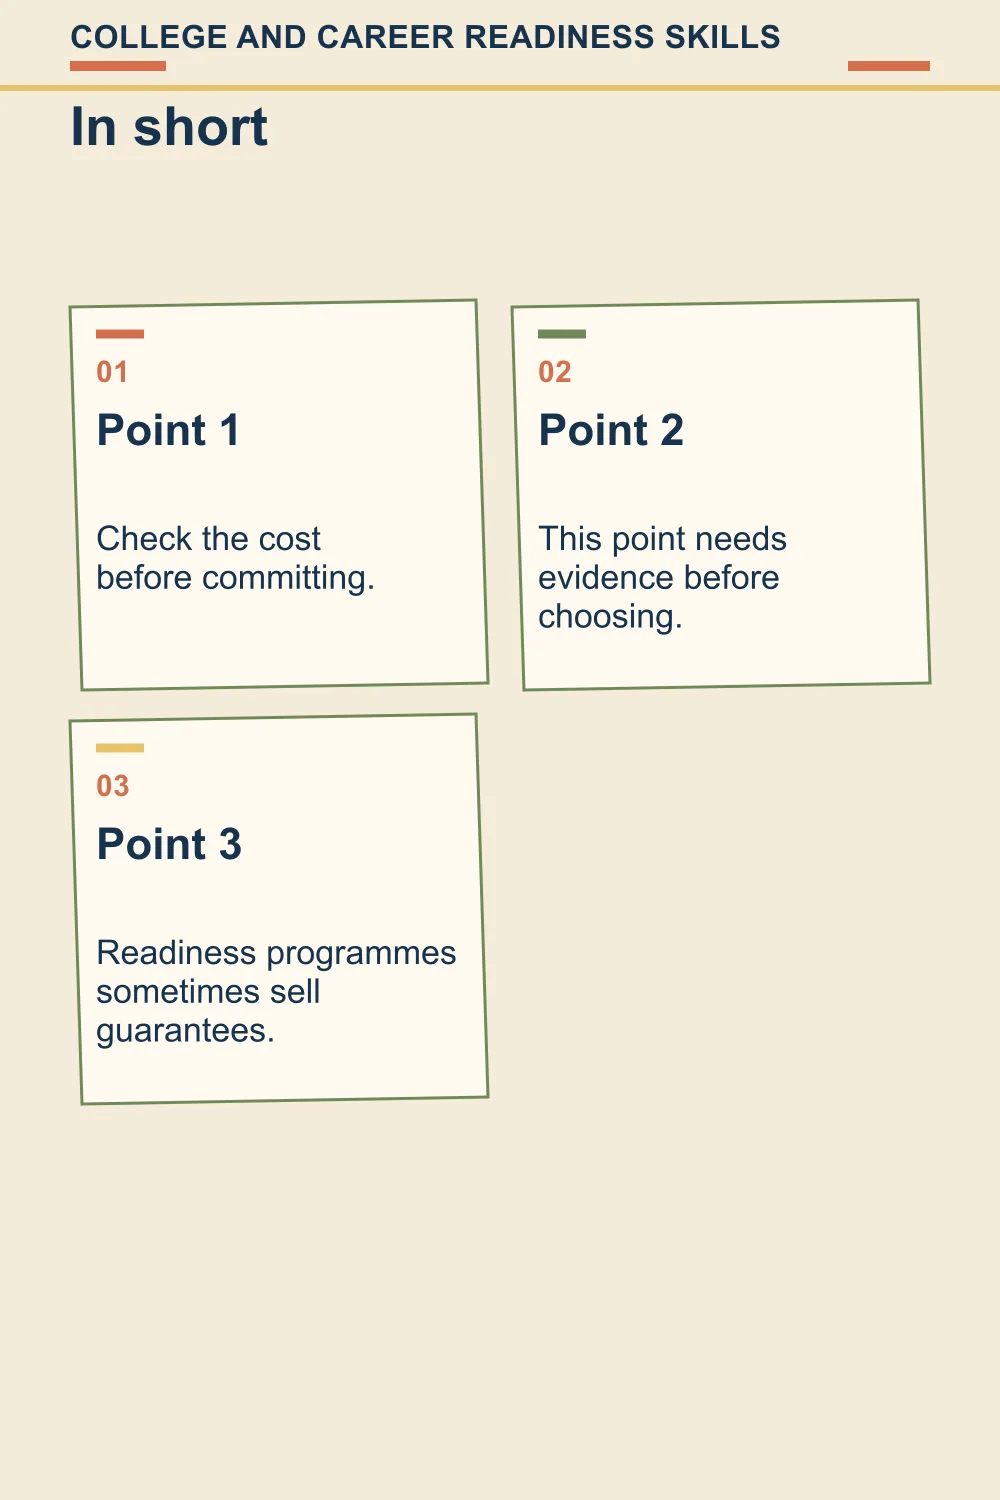 COLLEGE AND CAREER READINESS SKILLS
In short
01
Point 1
Check the cost
before committing.
02
Point 2
This point needs
evidence before
choosing.
03
Point 3
Readiness programmes
sometimes sell
guarantees.